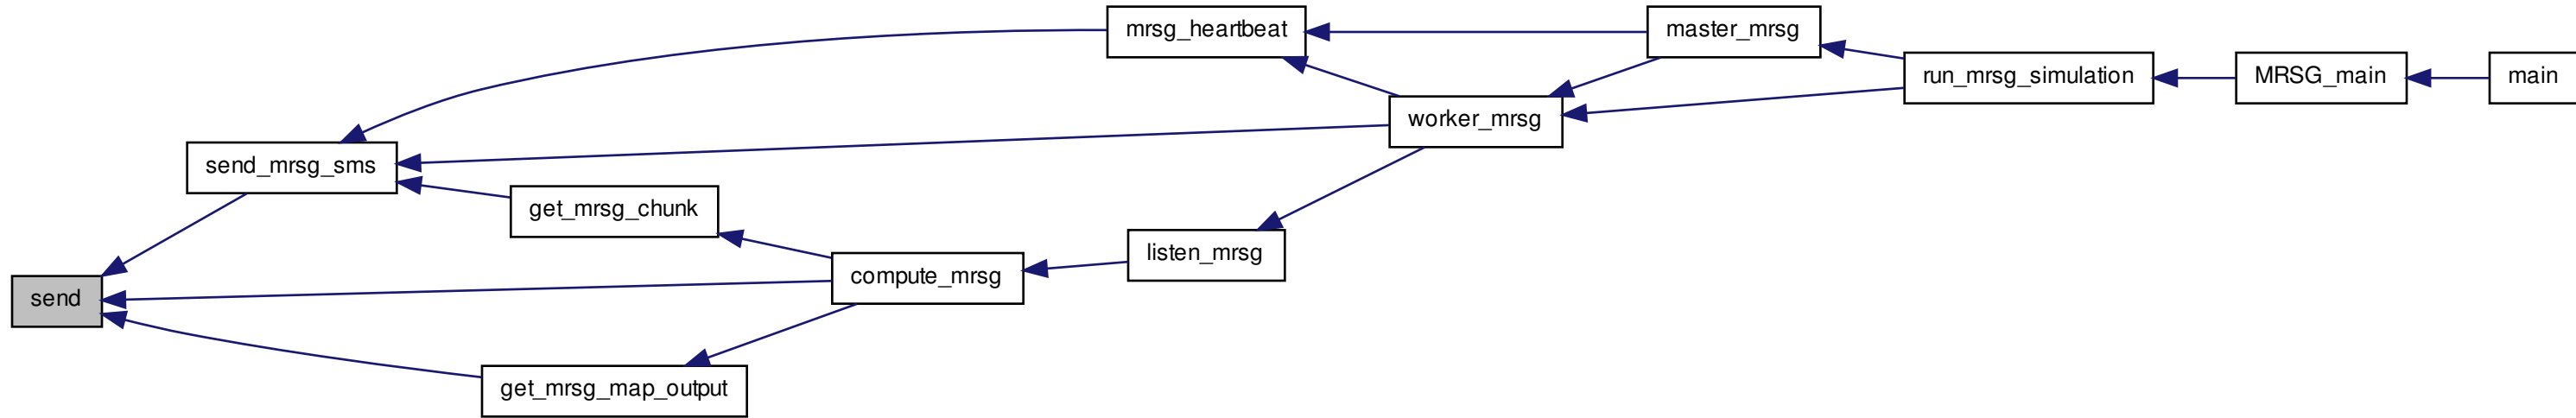 mrsg_heartbeat
master_mrsg
run_mrsg_simulation
MRSG_main
main
worker_mrsg
send_mrsg_sms
get_mrsg_chunk
listen_mrsg
compute_mrsg
send
get_mrsg_map_output